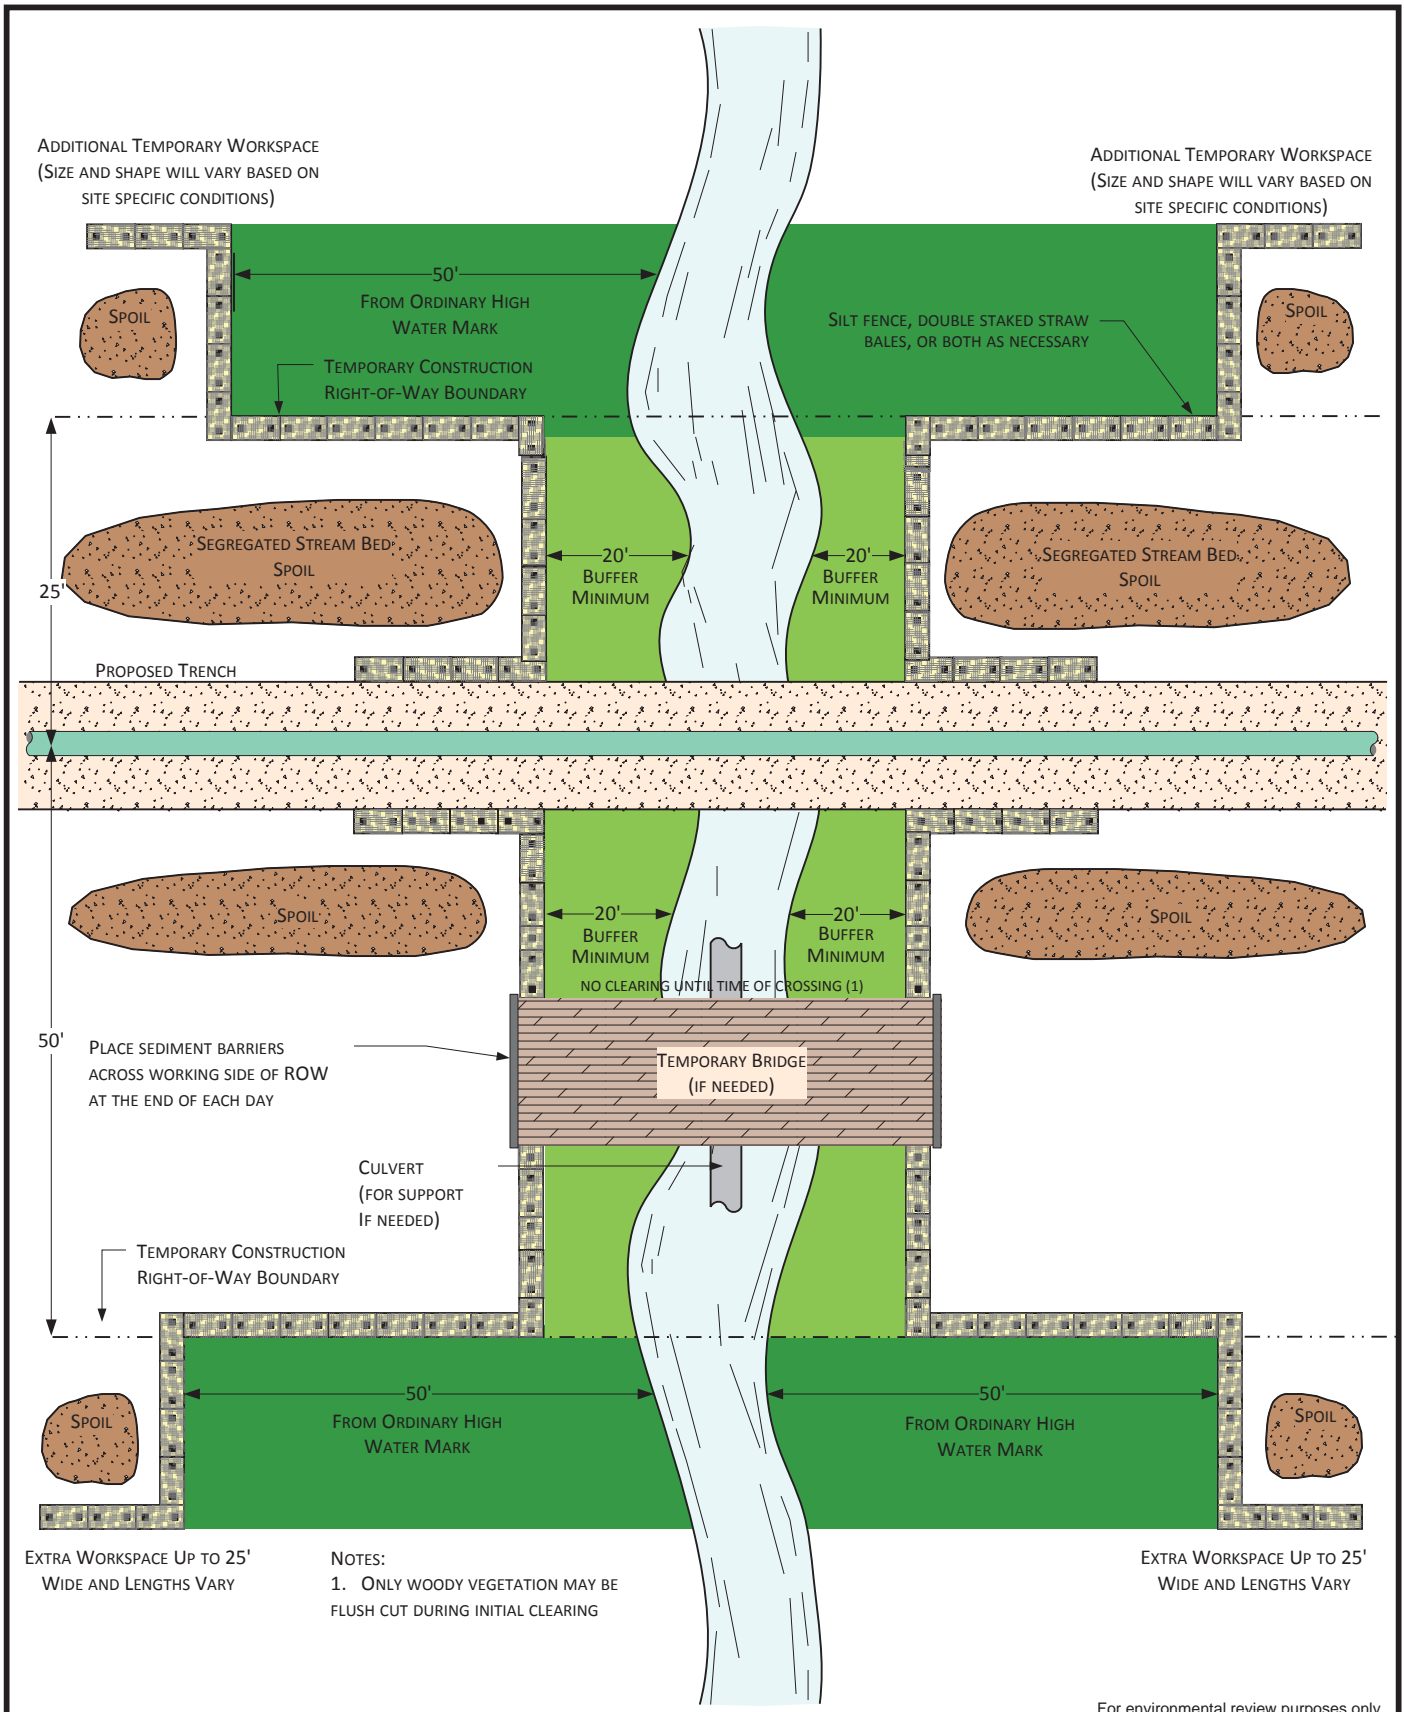 Additional Temporary Workspace
(Size and shape will vary based on
site specific conditions)
Additional Temporary Workspace
(Size and shape will vary based on
site specific conditions)
50'
From Ordinary High
Water Mark
Spoil
Spoil
Silt fence, double staked straw
bales, or both as necessary
Temporary Construction
Right-of-Way Boundary
Segregated Stream Bed
Spoil
20'
Buffer
Minimum
20'
Buffer
Minimum
Segregated Stream Bed
Spoil
25'
Proposed Trench
Spoil
20'
Buffer
Minimum
20'
Buffer
Minimum
Spoil
No clearing until time of crossing (1)
50'
Place sediment barriers
across working side of ROW
at the end of each day
Temporary Bridge
(if needed)
Culvert
(for support
If needed)
Temporary Construction
Right-of-Way Boundary
50'
From Ordinary High
Water Mark
50'
From Ordinary High
Water Mark
Spoil
Spoil
Extra Workspace Up to 25'
Wide and Lengths Vary
Notes:
1. Only woody vegetation may be
flush cut during initial clearing
Extra Workspace Up to 25'
Wide and Lengths Vary
For environmental review purposes only